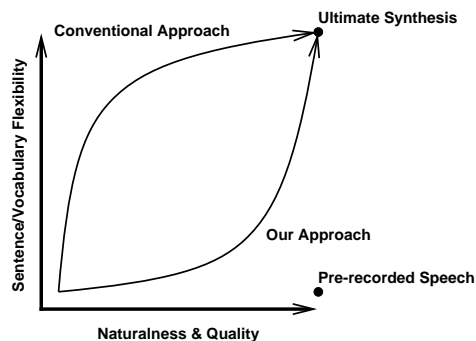 Ultimate Synthesis
Conventional Approach
Sentence/Vocabulary Flexibility
Our Approach
Pre-recorded Speech
Naturalness & Quality